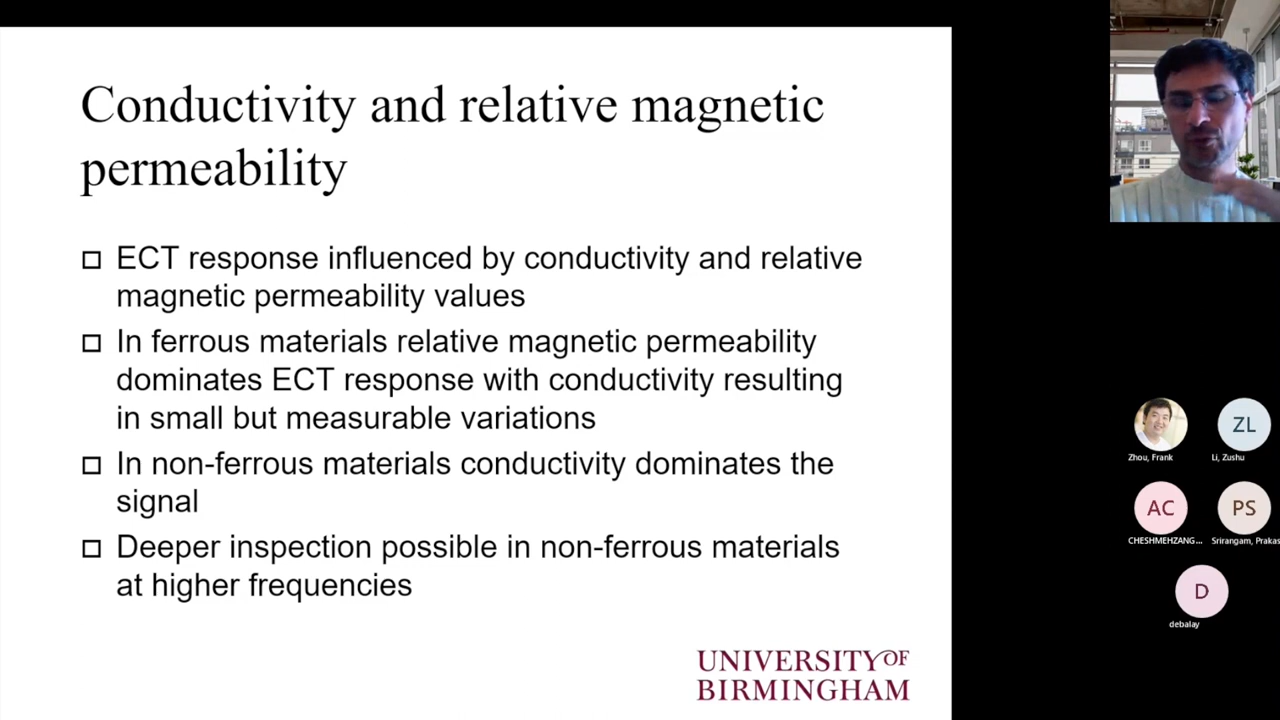 Conductivity and relative magnetic
permeability
ECT response influenced by conductivity and relative
magnetic permeability values
In ferrous materials relative magnetic permeability
dominates ECT response with conductivity resulting
in small but measurable variations
In non-ferrous materials conductivity dominates the
signal
Deeper inspection possible in non-ferrous materials
at higher frequencies
UNIVERSITY OF
BIRMINGHAM
ZL
Zhou, Frank
Li, Zushu
AC
PS
CHESHMEHZANG...
Srirangam, Prakas
D
debalay